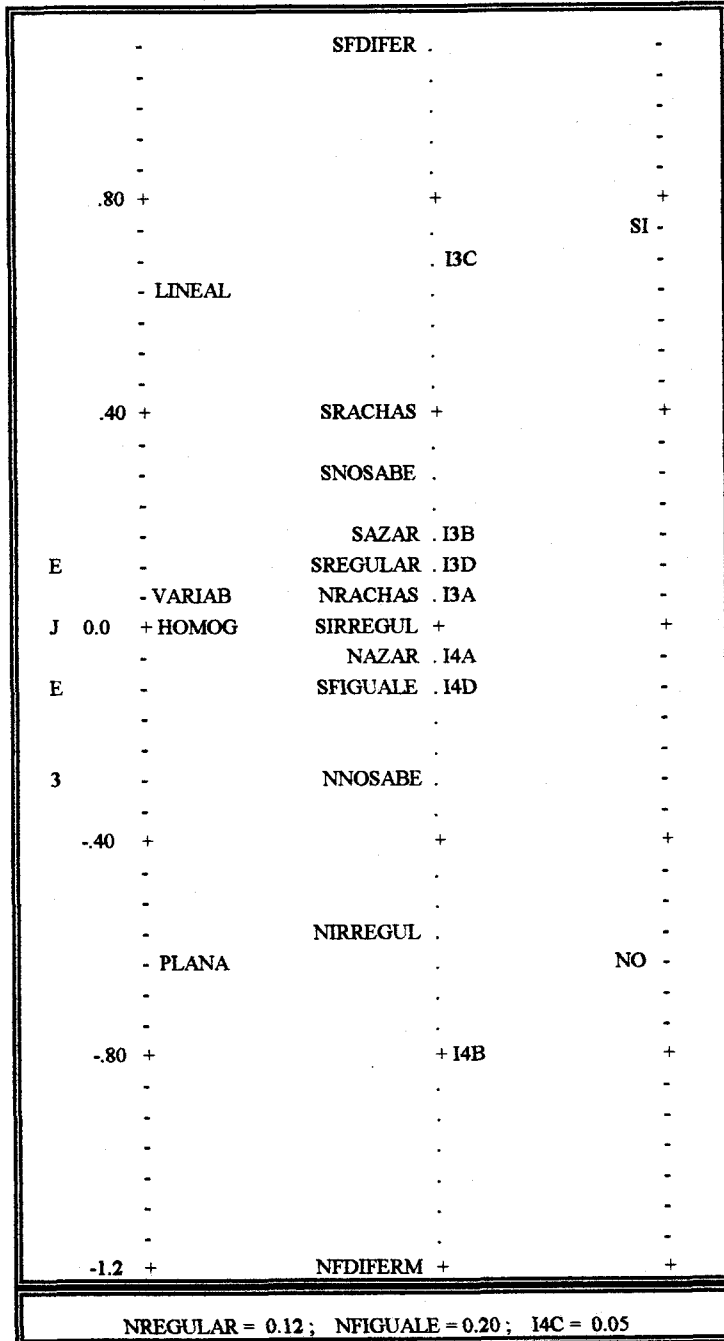 - SFDIFER . -
- . -
- . -
- . -
- . -
.80 + + +
- . SI -
- . I3C -
- LINEAL . -
- . -
- . -
- . -
.40 + SRACHAS + +
- . -
- SNOSABE . -
- . -
- SAZAR . I3B -
E - SREGULAR . I3D -
- VARIAB NRACHAS . I3A -
J 0.0 + HOMOG SIRREGUL + +
- NAZAR . I4A -
E - SFIGUALE . I4D -
- . -
- . -
3 - NNOSABE . -
- . -
-.40 + + +
- . -
- . -
- NIRREGUL . -
- PLANA . NO -
- . -
- . -
-.80 + + I4B +
- . -
- . -
- . -
- . -
- . -
- . -
-1.2 + NFDIFERM + +
NREGULAR = 0.12 ; NFIGUALE = 0.20 ; I4C = 0.05